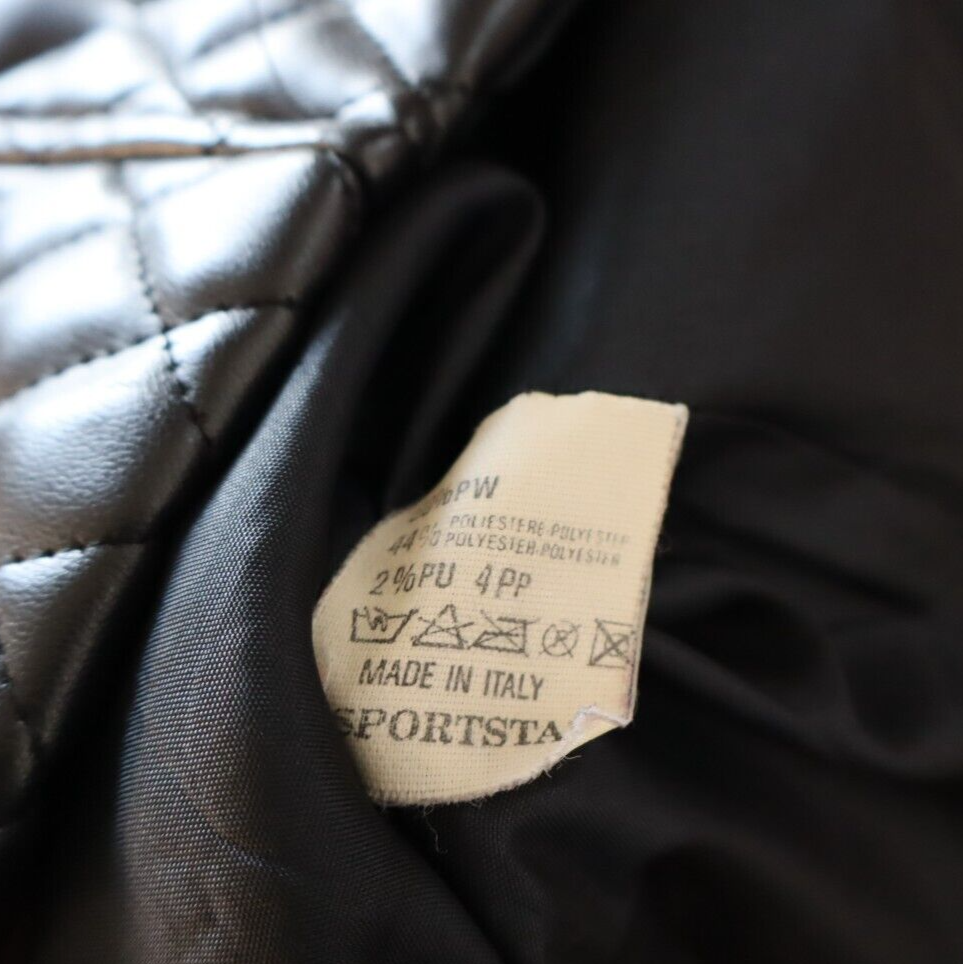 PW
44% POLIESTERE-POLYESTER
POLYESTER-POLYESTER
2%PU 4PP
MADE IN ITALY
SPORTSTA